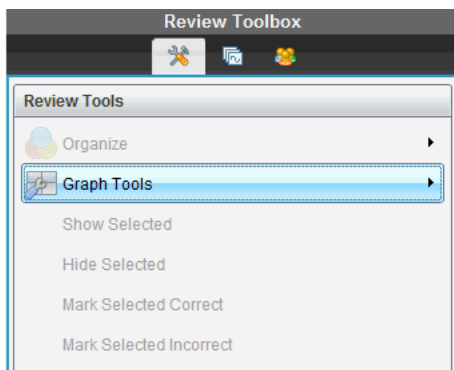 Review Toolbox
Review Tools
Organize
Graph Tools
Show Selected
Hide Selected
Mark Selected Correct
Mark Selected Incorrect